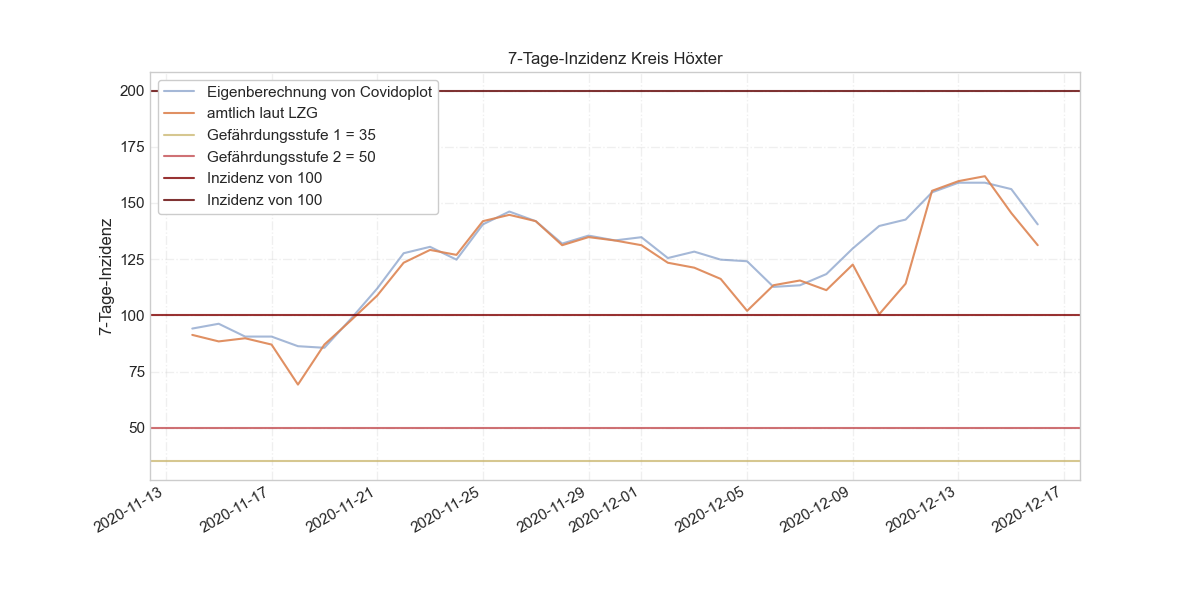 7-Tage-Inzidenz Kreis Höxter
Eigenberechnung von Covidoplot
amtlich laut LZG
Gefährdungsstufe 1 = 35
Gefährdungsstufe 2 = 50
Inzidenz von 100
Inzidenz von 100
7-Tage-Inzidenz
200
175
150
125
100
75
50
2020-11-13
2020-11-17
2020-11-21
2020-11-25
2020-11-29
2020-12-01
2020-12-05
2020-12-09
2020-12-13
2020-12-17